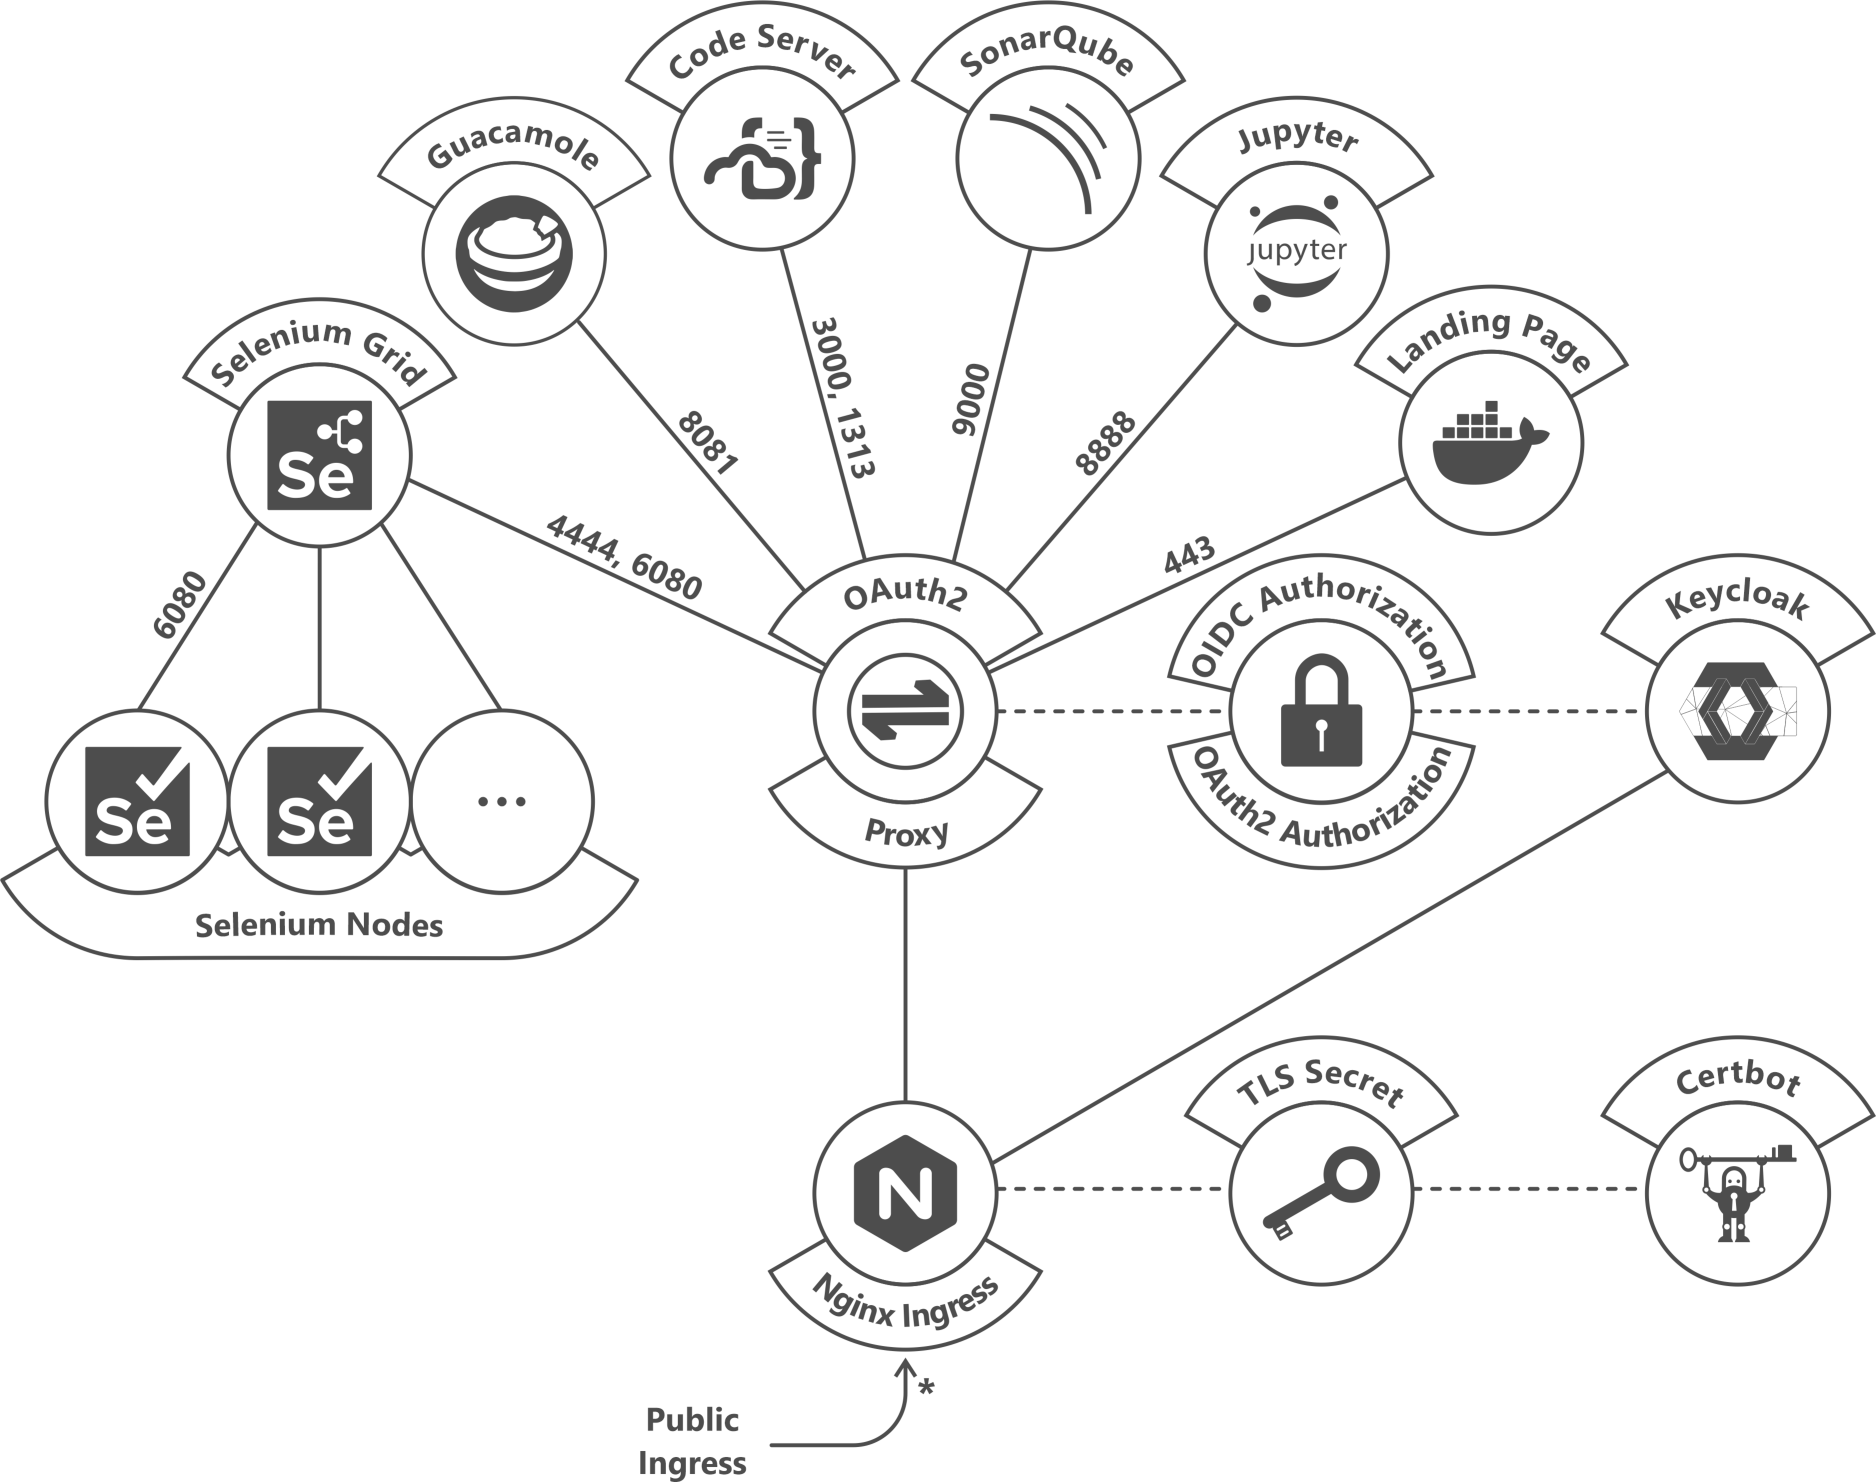 Code Server
SonarQube
Guacamole
Jupyter
jupyter
Selenium Grid
Se
Landing Page
3000, 1313
9000
8081
8888
4444, 6080
443
6080
OAuth2
Proxy
OIDC Authorization
OAuth2 Authorization
Keycloak
Se
Se
...
Selenium Nodes
TLS Secret
Certbot
N
Nginx Ingress
*
Public
Ingress